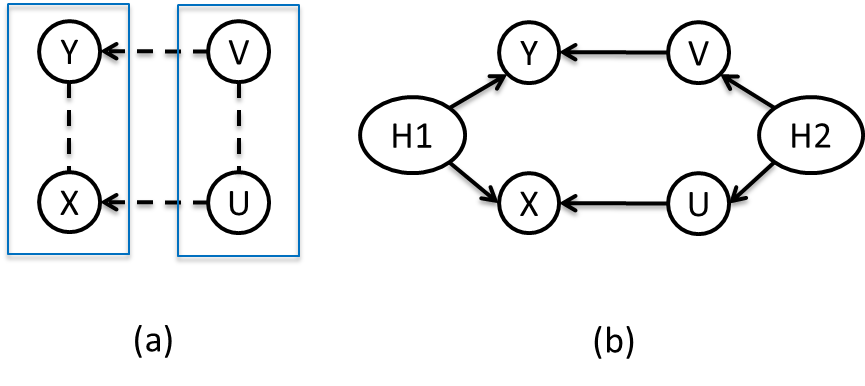 Y V Y V
H1 H2
X U X U
(a) (b)